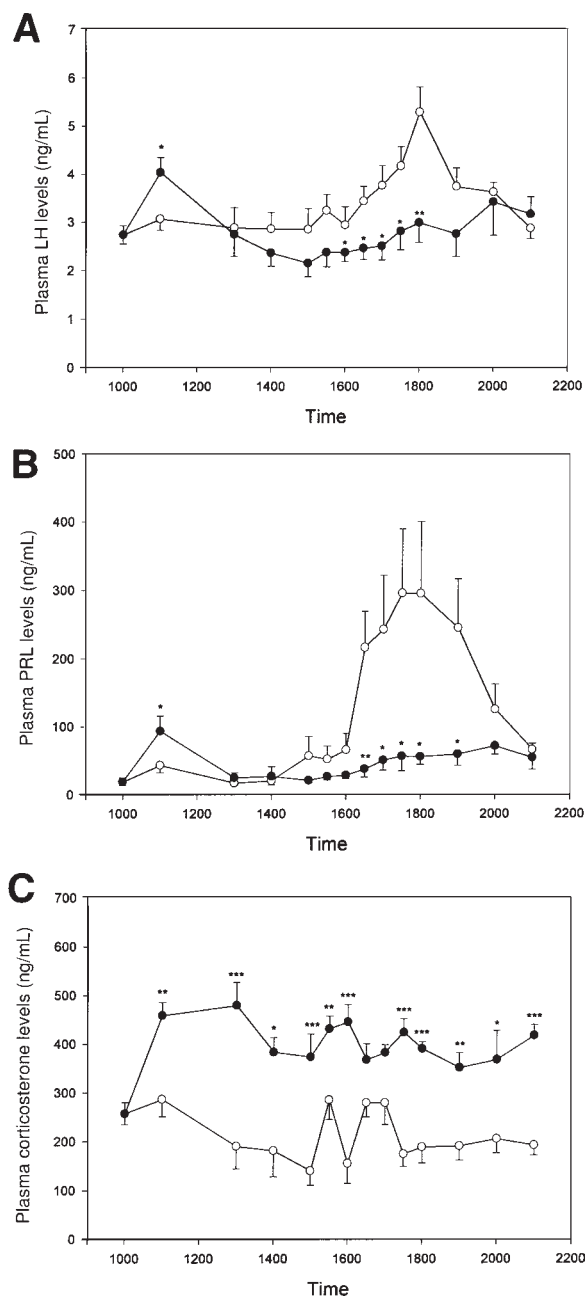 A
7
6
5
4
3
2
1
0
Plasma LH levels (ng/mL)
*
* * * * **
1000 1200 1400 1600 1800 2000 2200
Time
B
500
400
300
200
100
0
Plasma PRL levels (ng/mL)
*
** * * * *
1000 1200 1400 1600 1800 2000 2200
Time
C
700
600
500
400
300
200
100
0
Plasma corticosterone levels (ng/mL)
** *** * *** ** *** *** *** ** * ***
1000 1200 1400 1600 1800 2000 2200
Time